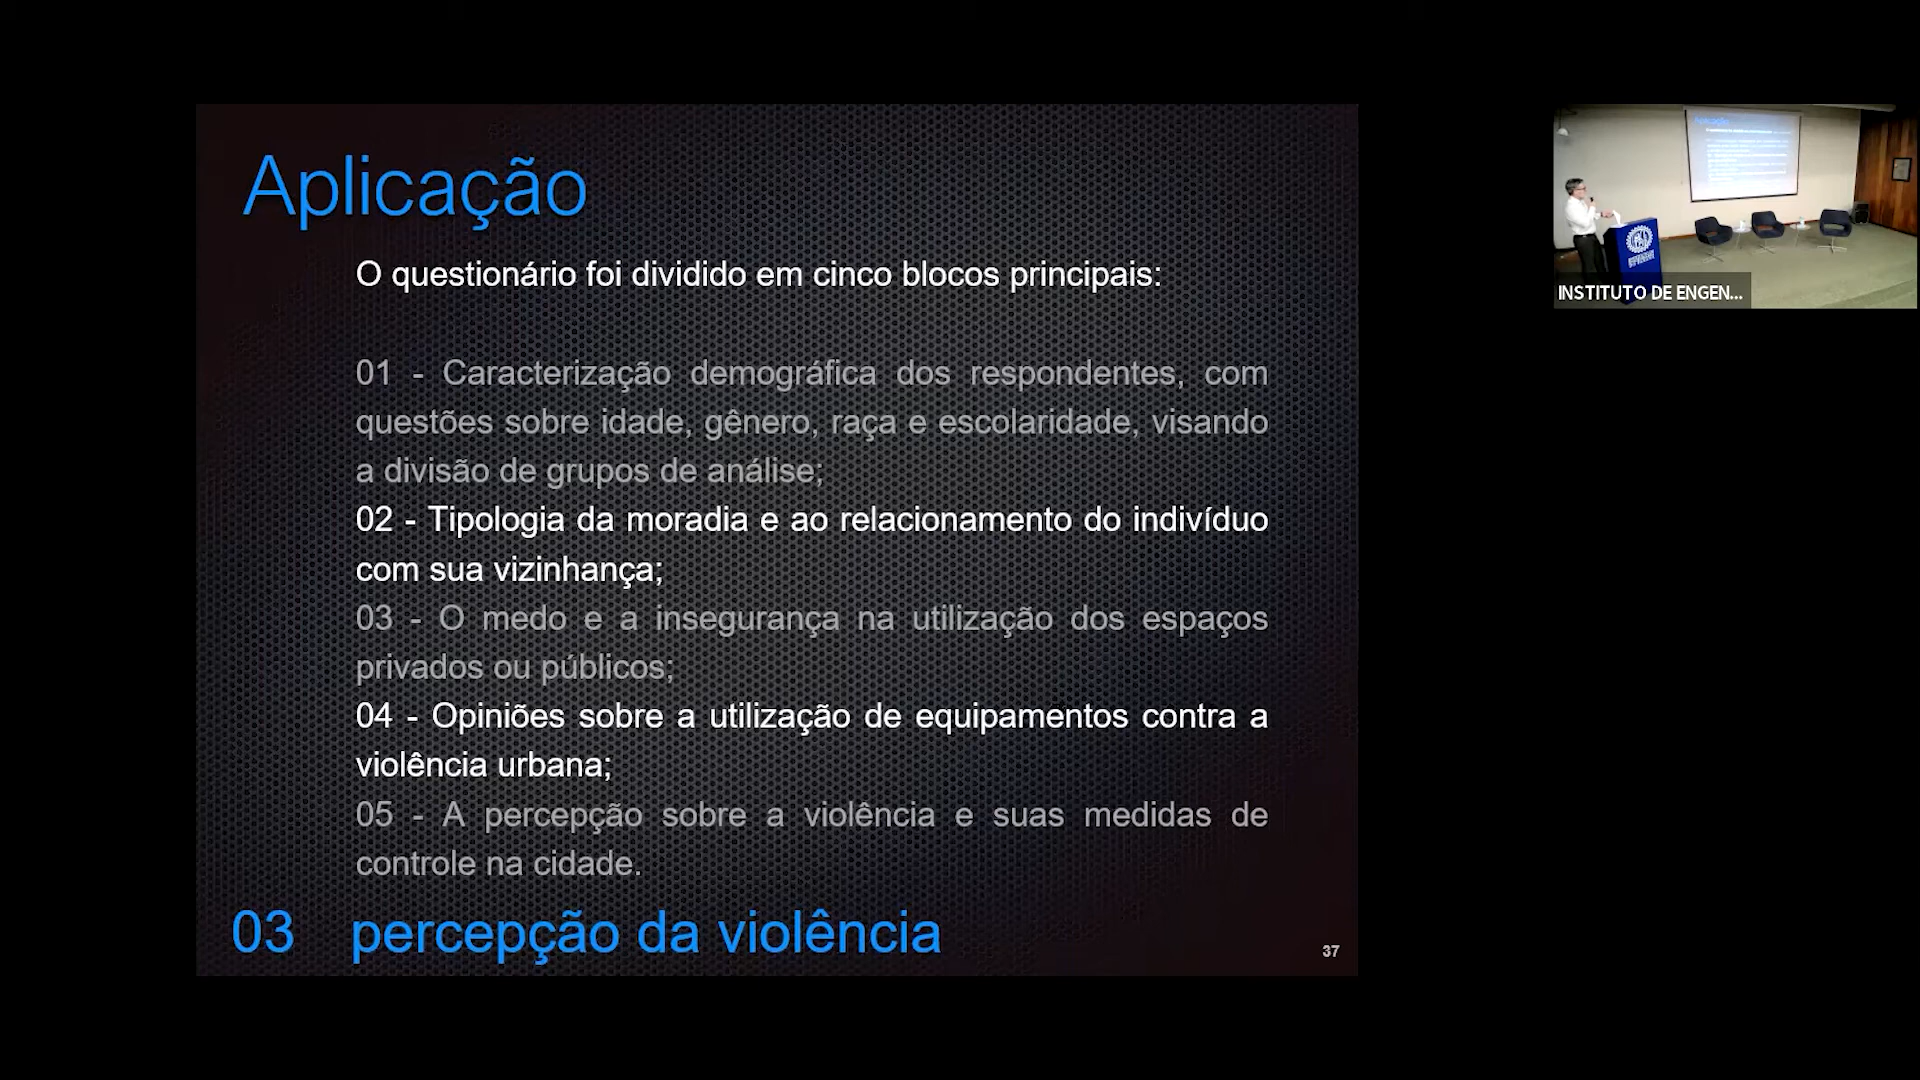 Aplicação
O questionário foi dividido em cinco blocos principais:
01 - Caracterização demográfica dos respondentes, com
questões sobre idade, gênero, raça e escolaridade, visando
a divisão de grupos de análise;
02 - Tipologia da moradia e ao relacionamento do indivíduo
com sua vizinhança;
03 - O medo e a insegurança na utilização dos espaços
privados ou públicos;
04 - Opiniões sobre a utilização de equipamentos contra a
violência urbana;
05 - A percepção sobre a violência e suas medidas de
controle na cidade.
03 percepção da violência
37
INSTITUTO DE ENGEN...